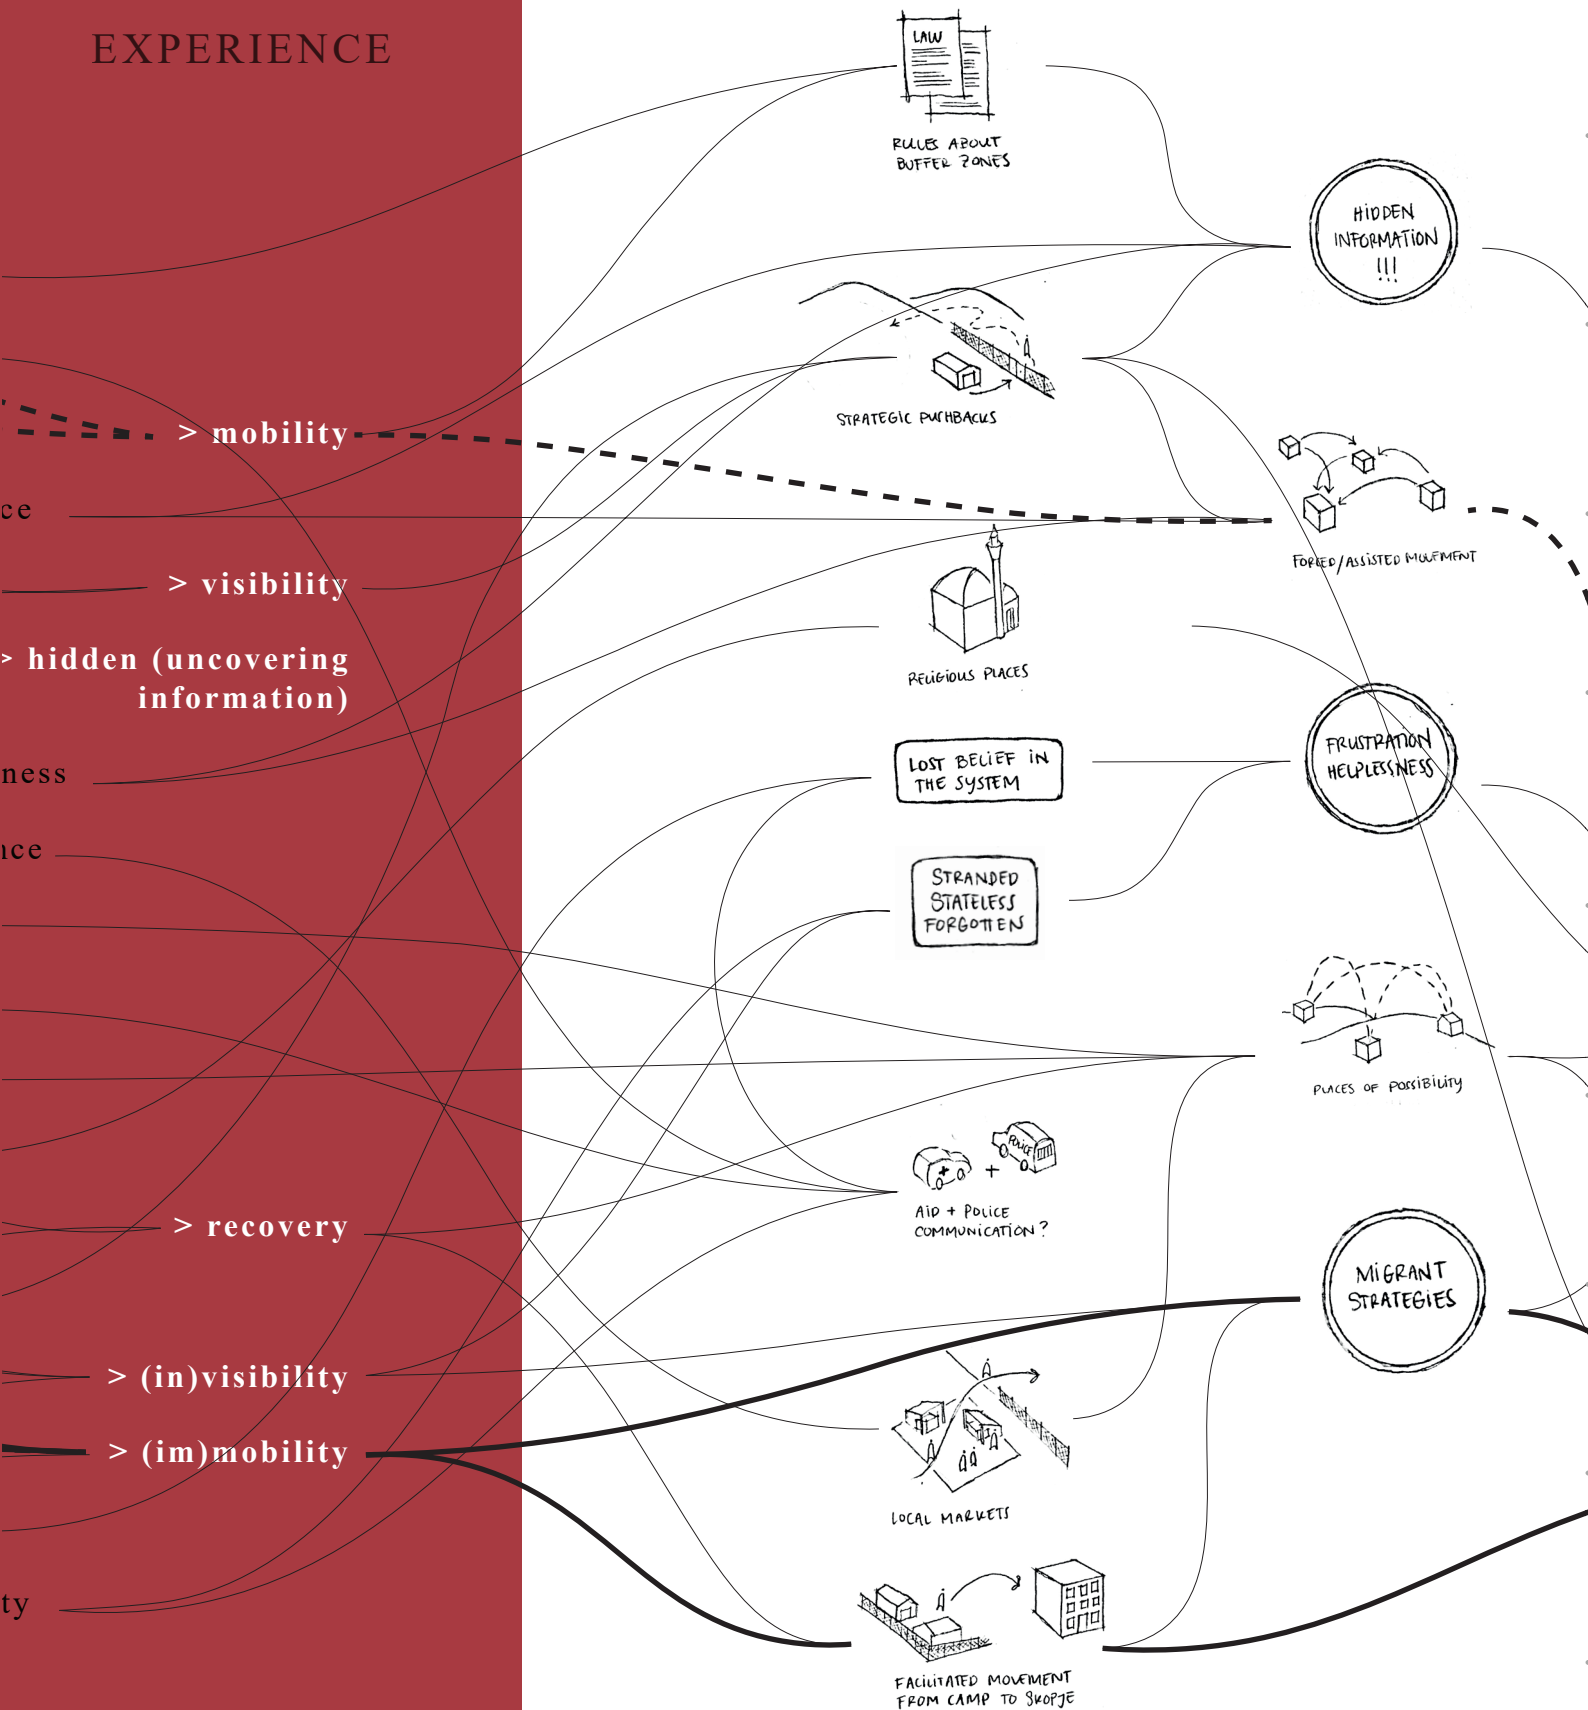 EXPERIENCE
> mobility
ce
> visibility
> hidden (uncovering
information)
ness
nce
> recovery
> (in)visibility
> (im)mobility
ty
LAW
RULES ABOUT
BUFFER ZONES
STRATEGIC PUSHBACKS
RELIGIOUS PLACES
LOST BELIEF IN
THE SYSTEM
STRANDED
STATELESS
FORGOTTEN
POLICE
+
AID + POLICE
COMMUNICATION?
LOCAL MARKETS
FACILITATED MOVEMENT
FROM CAMP TO SKOPJE
HIDDEN
INFORMATION
!!!
FORCED/ASSISTED MOVEMENT
FRUSTRATION
HELPLESSNESS
PLACES OF POSSIBILITY
MIGRANT
STRATEGIES